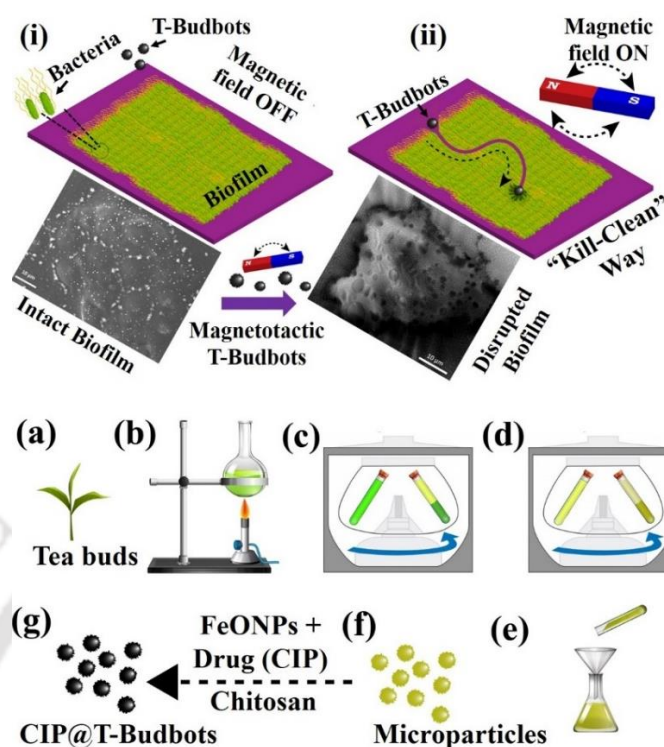 (i)
T-Budbots
Bacteria
Magnetic
field OFF
Biofilm
Intact Biofilm
10 μm
(ii)
Magnetic
field ON
N
S
T-Budbots
"Kill-Clean"
Way
Disrupted
Biofilm
10 μm
Magnetotactic
T-Budbots
(a)
Tea buds
(b)
(c)
(d)
(g)
CIP@T-Budbots
FeONPs +
Drug (CIP)
Chitosan
(f)
Microparticles
(e)